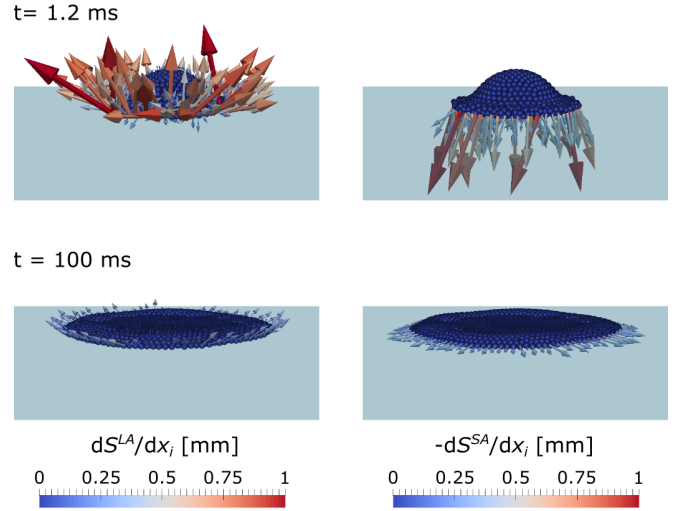 t= 1.2 ms
t = 100 ms
dS^LA/dx_i [mm]
-dS^SA/dx_i [mm]
0 0.25 0.5 0.75 1
0 0.25 0.5 0.75 1